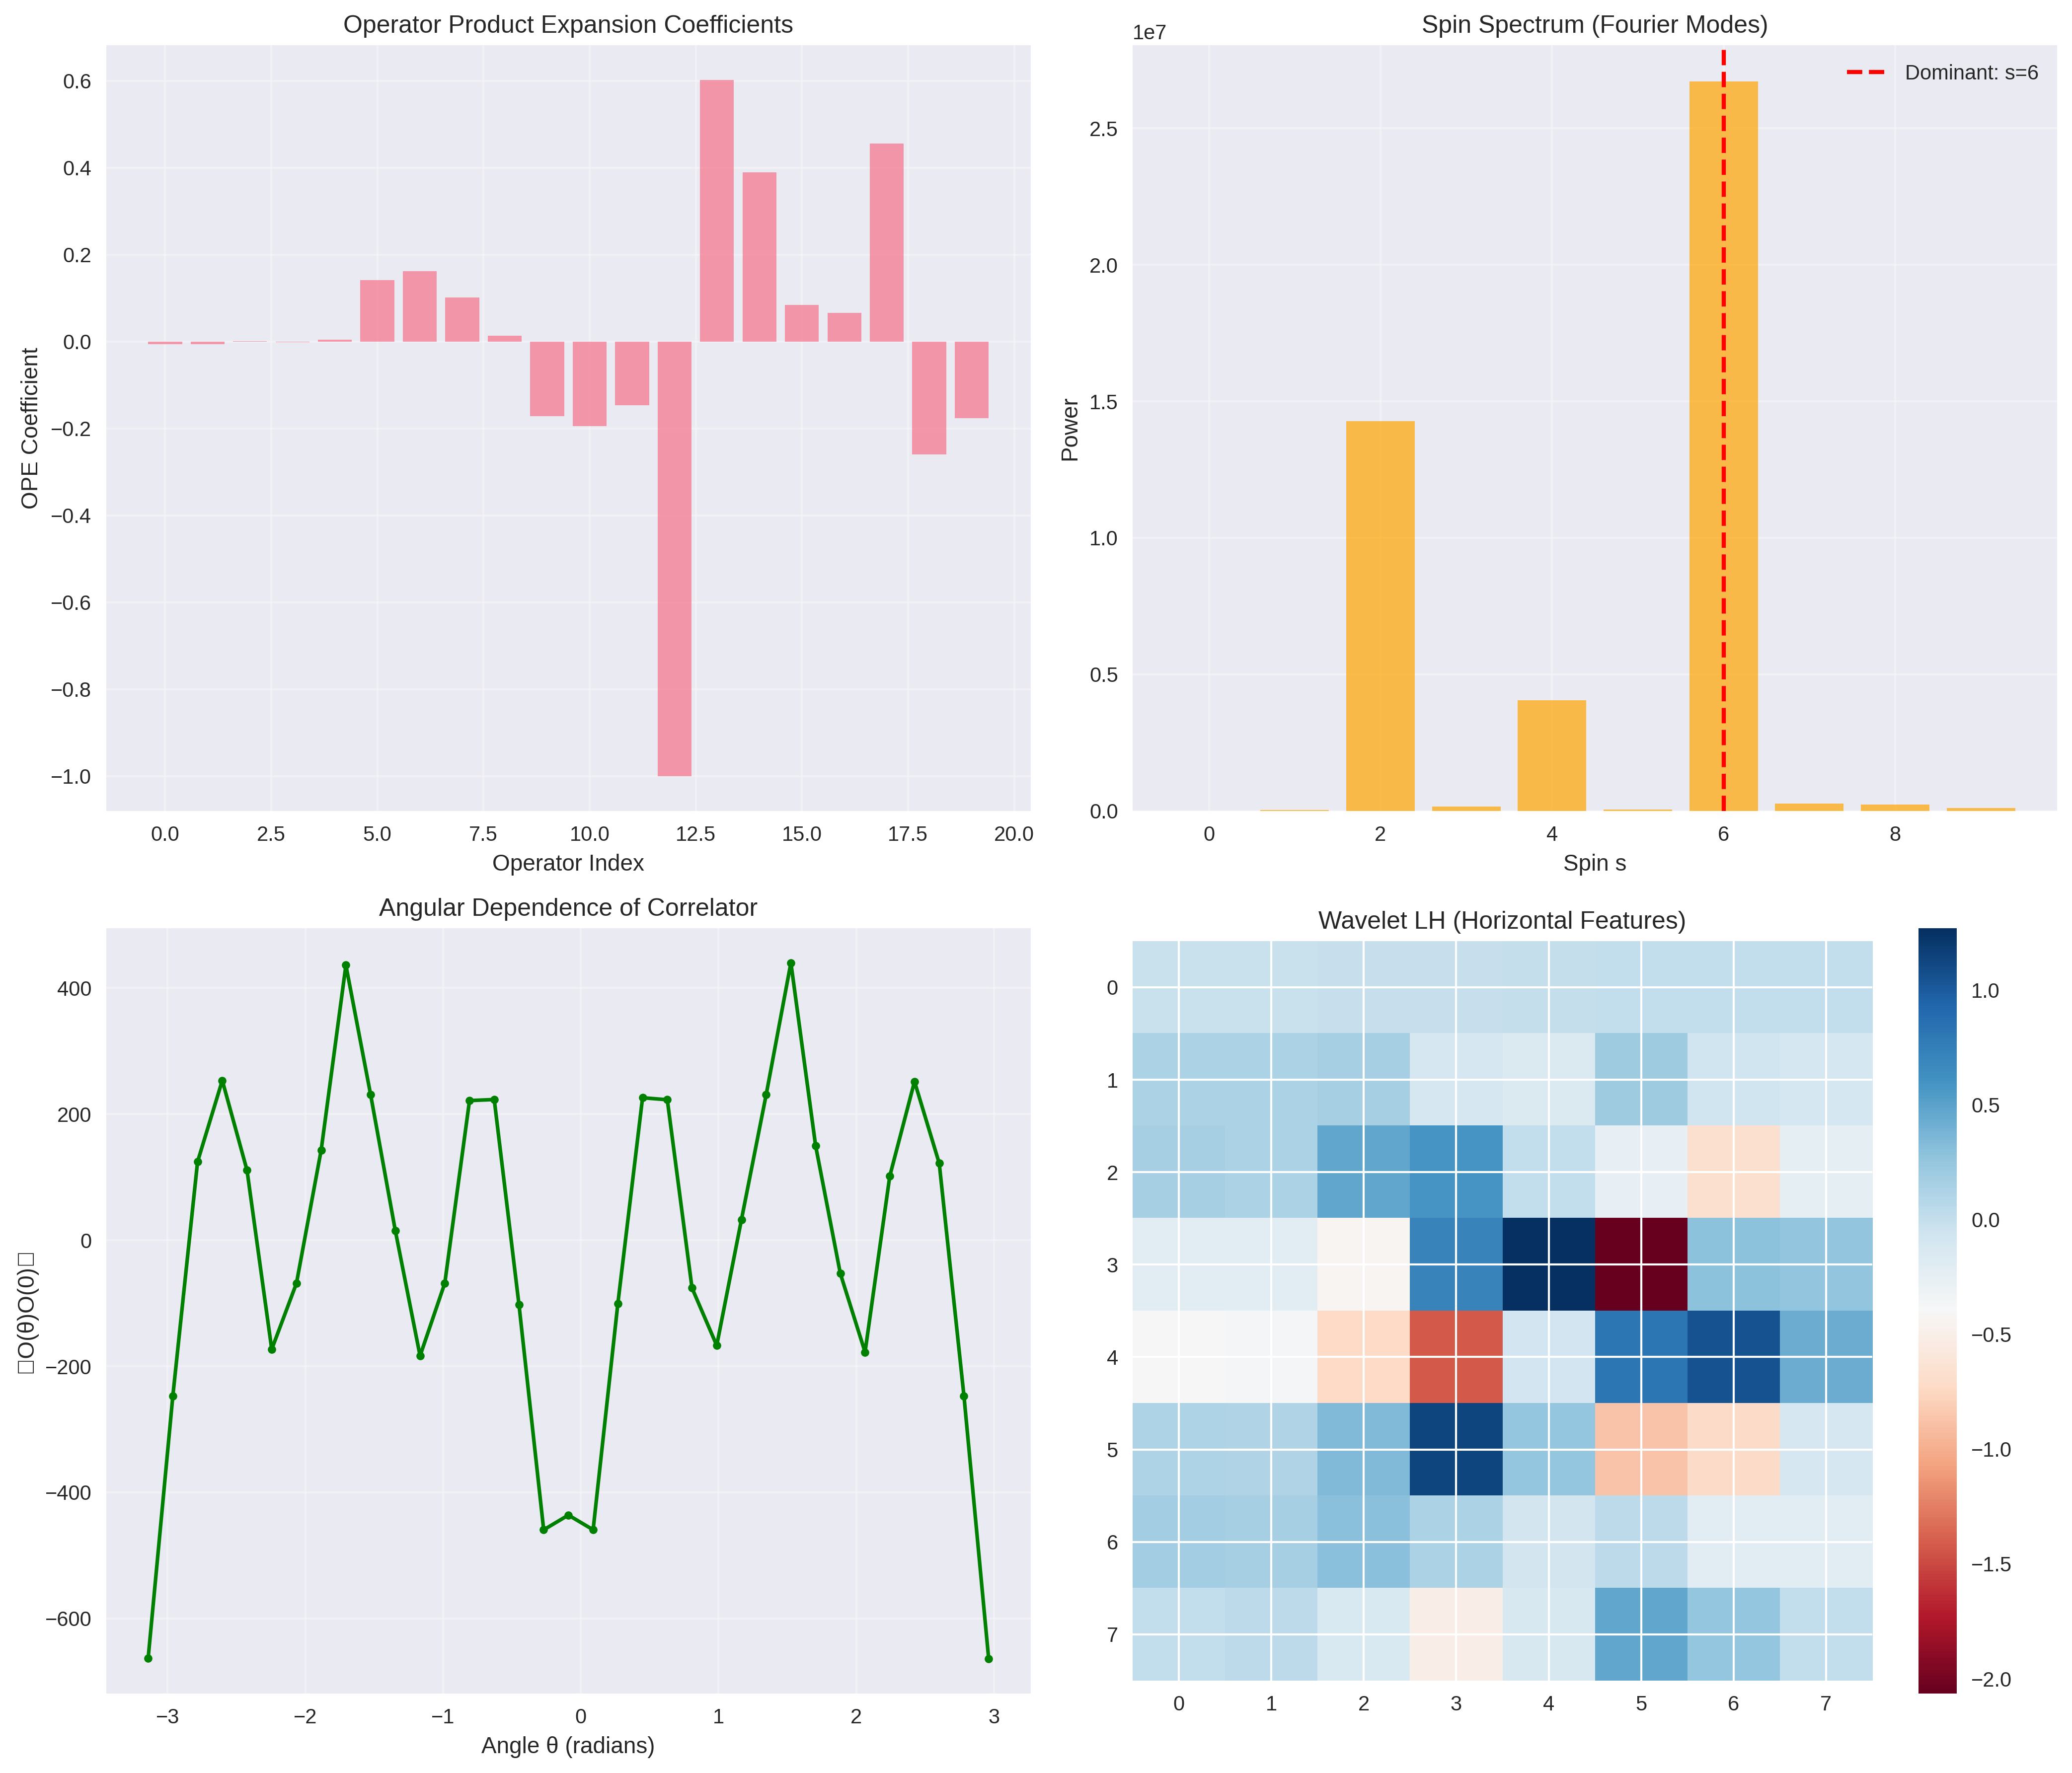 Operator Product Expansion Coefficients
0.6
0.4
0.2
0.0
−0.2
−0.4
−0.6
−0.8
−1.0
OPE Coefficient
0.0 2.5 5.0 7.5 10.0 12.5 15.0 17.5 20.0
Operator Index
Spin Spectrum (Fourier Modes)
1e7
Dominant: s=6
2.5
2.0
1.5
1.0
0.5
0.0
Power
0 2 4 6 8
Spin s
Angular Dependence of Correlator
400
200
0
−200
−400
−600
□O(θ)O(0)□
−3 −2 −1 0 1 2 3
Angle θ (radians)
Wavelet LH (Horizontal Features)
0
1
2
3
4
5
6
7
0 1 2 3 4 5 6 7
1.0
0.5
0.0
−0.5
−1.0
−1.5
−2.0